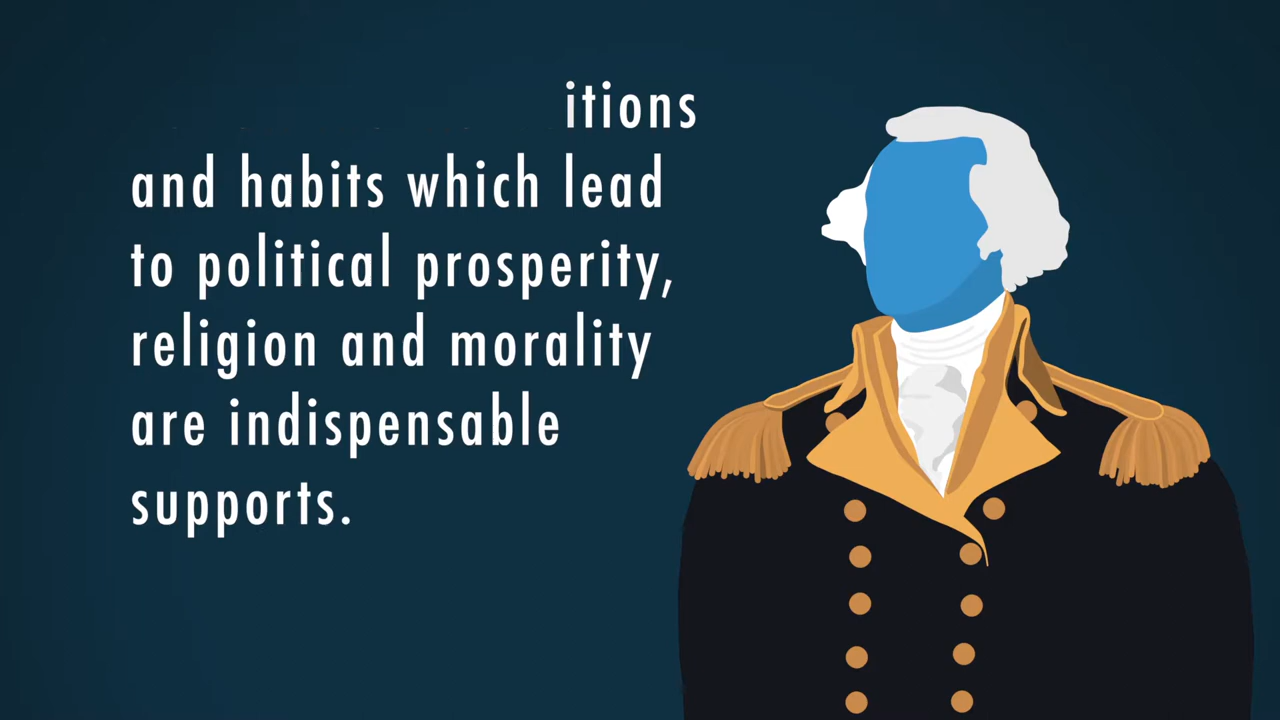 itions
and habits which lead
to political prosperity,
religion and morality
are indispensable
supports.